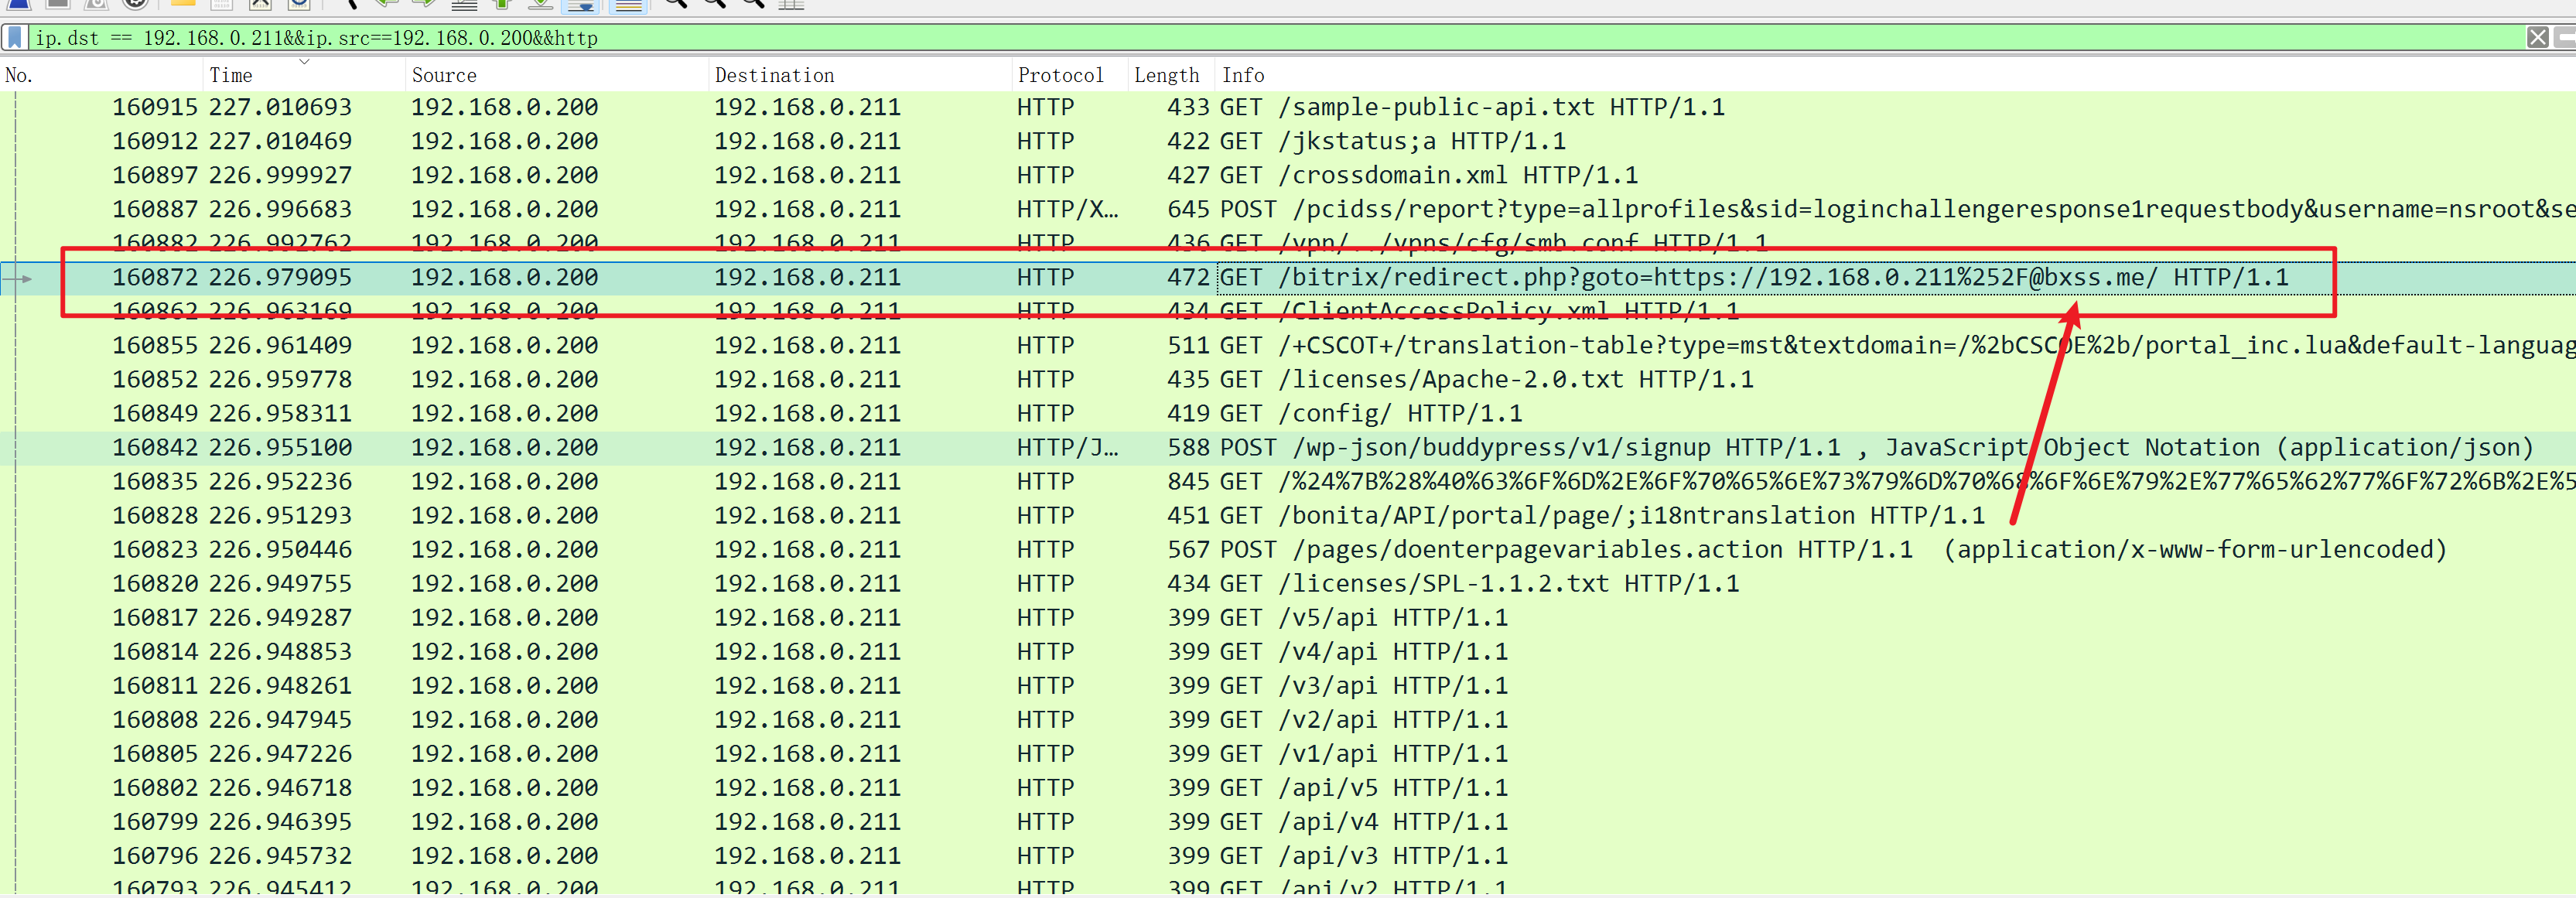 ip.dst == 192.168.0.211&&ip.src==192.168.0.200&&http
No. Time Source Destination Protocol Length Info
160915 227.010693 192.168.0.200 192.168.0.211 HTTP 433 GET /sample-public-api.txt HTTP/1.1
160912 227.010469 192.168.0.200 192.168.0.211 HTTP 422 GET /jkstatus;a HTTP/1.1
160897 226.999927 192.168.0.200 192.168.0.211 HTTP 427 GET /crossdomain.xml HTTP/1.1
160887 226.996683 192.168.0.200 192.168.0.211 HTTP/X… 645 POST /pcidss/report?type=allprofiles&sid=loginchallengeresponse1requestbody&username=nsroot&se
160882 226.992762 192.168.0.200 192.168.0.211 HTTP 436 GET /vpn/../vpns/cfg/smb.conf HTTP/1.1
160872 226.979095 192.168.0.200 192.168.0.211 HTTP 472 GET /bitrix/redirect.php?goto=https://192.168.0.211%252F@bxss.me/ HTTP/1.1
160862 226.963169 192.168.0.200 192.168.0.211 HTTP 434 GET /ClientAccessPolicy.xml HTTP/1.1
160855 226.961409 192.168.0.200 192.168.0.211 HTTP 511 GET /+CSCOT+/translation-table?type=mst&textdomain=/%2bCSCOE%2b/portal_inc.lua&default-languag
160852 226.959778 192.168.0.200 192.168.0.211 HTTP 435 GET /licenses/Apache-2.0.txt HTTP/1.1
160849 226.958311 192.168.0.200 192.168.0.211 HTTP 419 GET /config/ HTTP/1.1
160842 226.955100 192.168.0.200 192.168.0.211 HTTP/J… 588 POST /wp-json/buddypress/v1/signup HTTP/1.1 , JavaScript Object Notation (application/json)
160835 226.952236 192.168.0.200 192.168.0.211 HTTP 845 GET /%24%7B%28%40%63%6F%6D%2E%6F%70%65%6E%73%79%6D%70%68%6F%6E%79%2E%77%65%62%77%6F%72%6B%2E%5
160828 226.951293 192.168.0.200 192.168.0.211 HTTP 451 GET /bonita/API/portal/page/;i18ntranslation HTTP/1.1
160823 226.950446 192.168.0.200 192.168.0.211 HTTP 567 POST /pages/doenterpagevariables.action HTTP/1.1  (application/x-www-form-urlencoded)
160820 226.949755 192.168.0.200 192.168.0.211 HTTP 434 GET /licenses/SPL-1.1.2.txt HTTP/1.1
160817 226.949287 192.168.0.200 192.168.0.211 HTTP 399 GET /v5/api HTTP/1.1
160814 226.948853 192.168.0.200 192.168.0.211 HTTP 399 GET /v4/api HTTP/1.1
160811 226.948261 192.168.0.200 192.168.0.211 HTTP 399 GET /v3/api HTTP/1.1
160808 226.947945 192.168.0.200 192.168.0.211 HTTP 399 GET /v2/api HTTP/1.1
160805 226.947226 192.168.0.200 192.168.0.211 HTTP 399 GET /v1/api HTTP/1.1
160802 226.946718 192.168.0.200 192.168.0.211 HTTP 399 GET /api/v5 HTTP/1.1
160799 226.946395 192.168.0.200 192.168.0.211 HTTP 399 GET /api/v4 HTTP/1.1
160796 226.945732 192.168.0.200 192.168.0.211 HTTP 399 GET /api/v3 HTTP/1.1
160793 226.945412 192.168.0.200 192.168.0.211 HTTP 399 GET /api/v2 HTTP/1.1